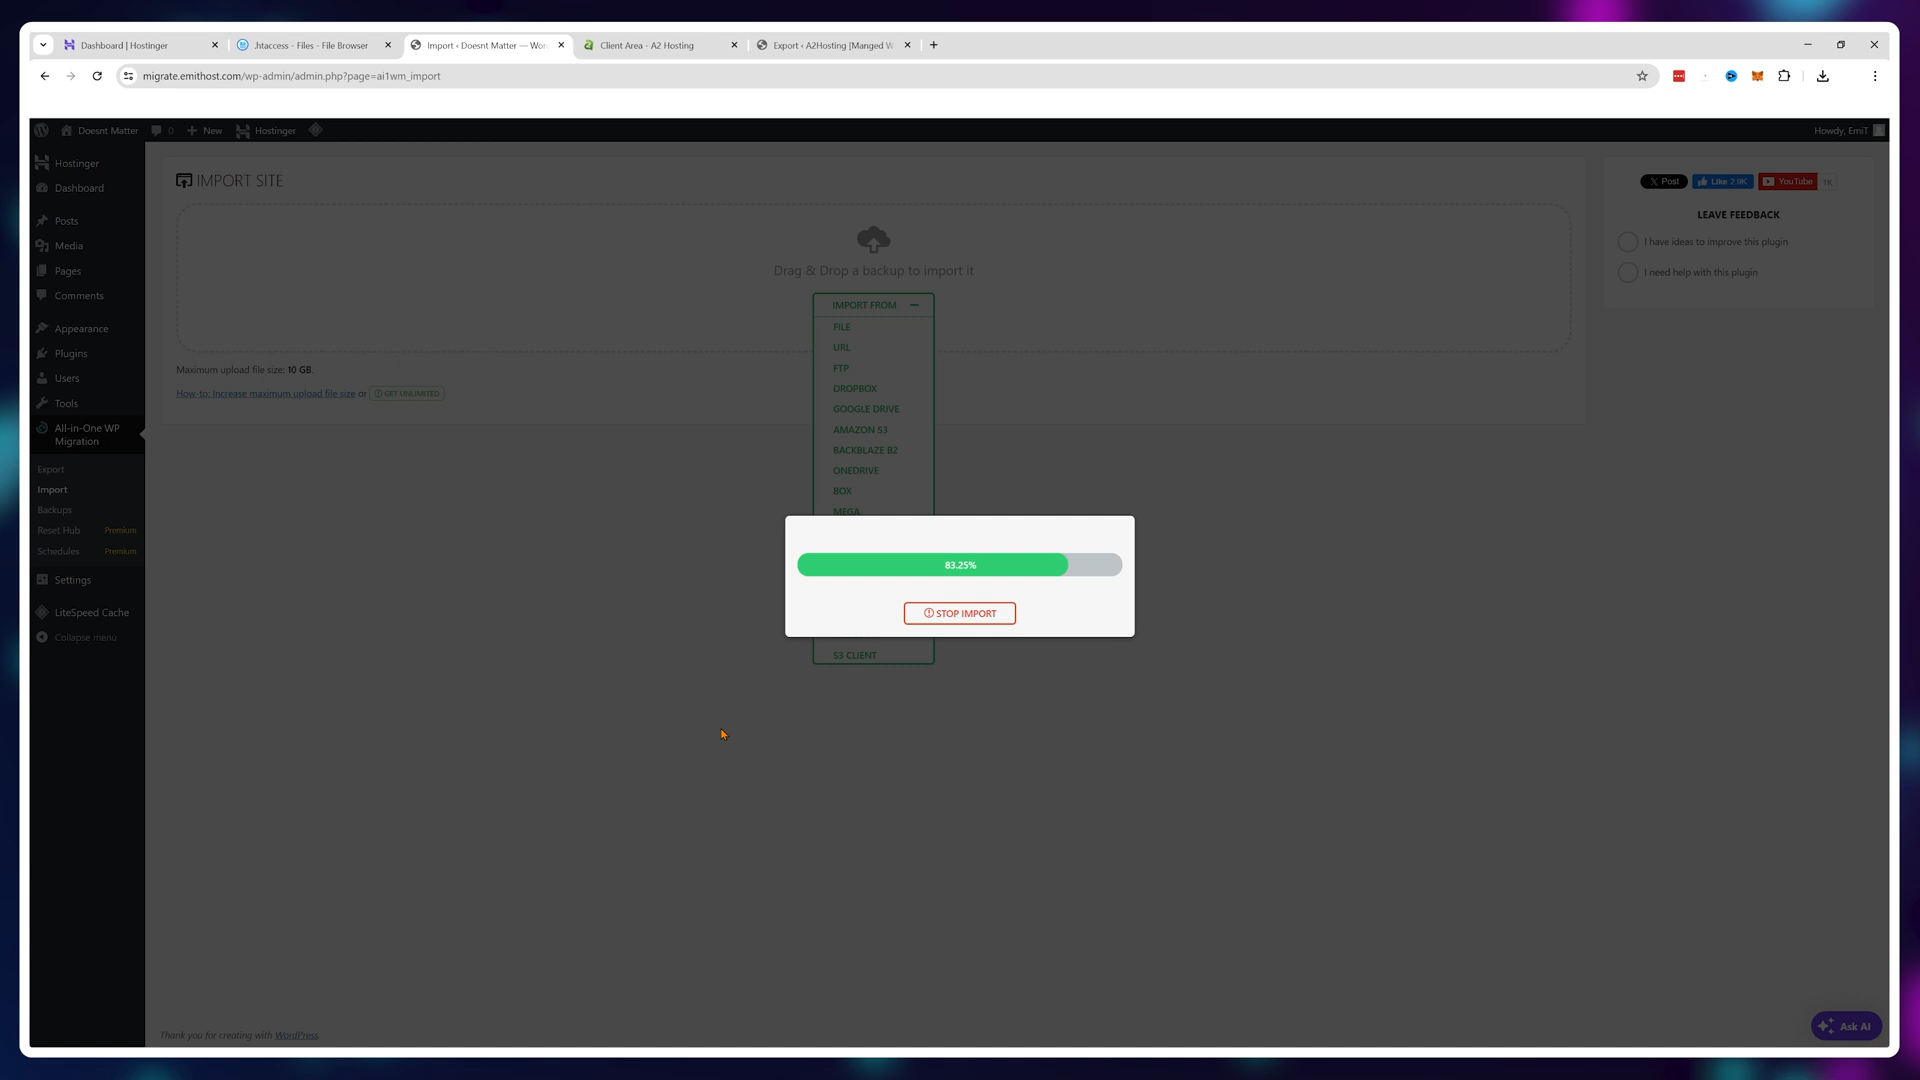 Dashboard | Hostinger
.htaccess - Files - File Browser
Import ‹ Doesnt Matter — Wor
Client Area - A2 Hosting
Export ‹ A2Hosting [Manged W
migrate.emithost.com/wp-admin/admin.php?page=ai1wm_import
Doesnt Matter
0
New
Hostinger
Howdy, EmiT
Hostinger
Dashboard
Posts
Media
Pages
Comments
Appearance
Plugins
Users
Tools
All-in-One WP
Migration
Export
Import
Backups
Reset Hub Premium
Schedules Premium
Settings
LiteSpeed Cache
Collapse menu
IMPORT SITE
Drag & Drop a backup to import it
IMPORT FROM
FILE
URL
FTP
DROPBOX
GOOGLE DRIVE
AMAZON S3
BACKBLAZE B2
ONEDRIVE
BOX
MEGA
S3 CLIENT
Maximum upload file size: 10 GB.
How-to: Increase maximum upload file size or GET UNLIMITED
83.25%
STOP IMPORT
Post
Like 2.9K
YouTube 1K
LEAVE FEEDBACK
I have ideas to improve this plugin
I need help with this plugin
Thank you for creating with WordPress.
Ask AI